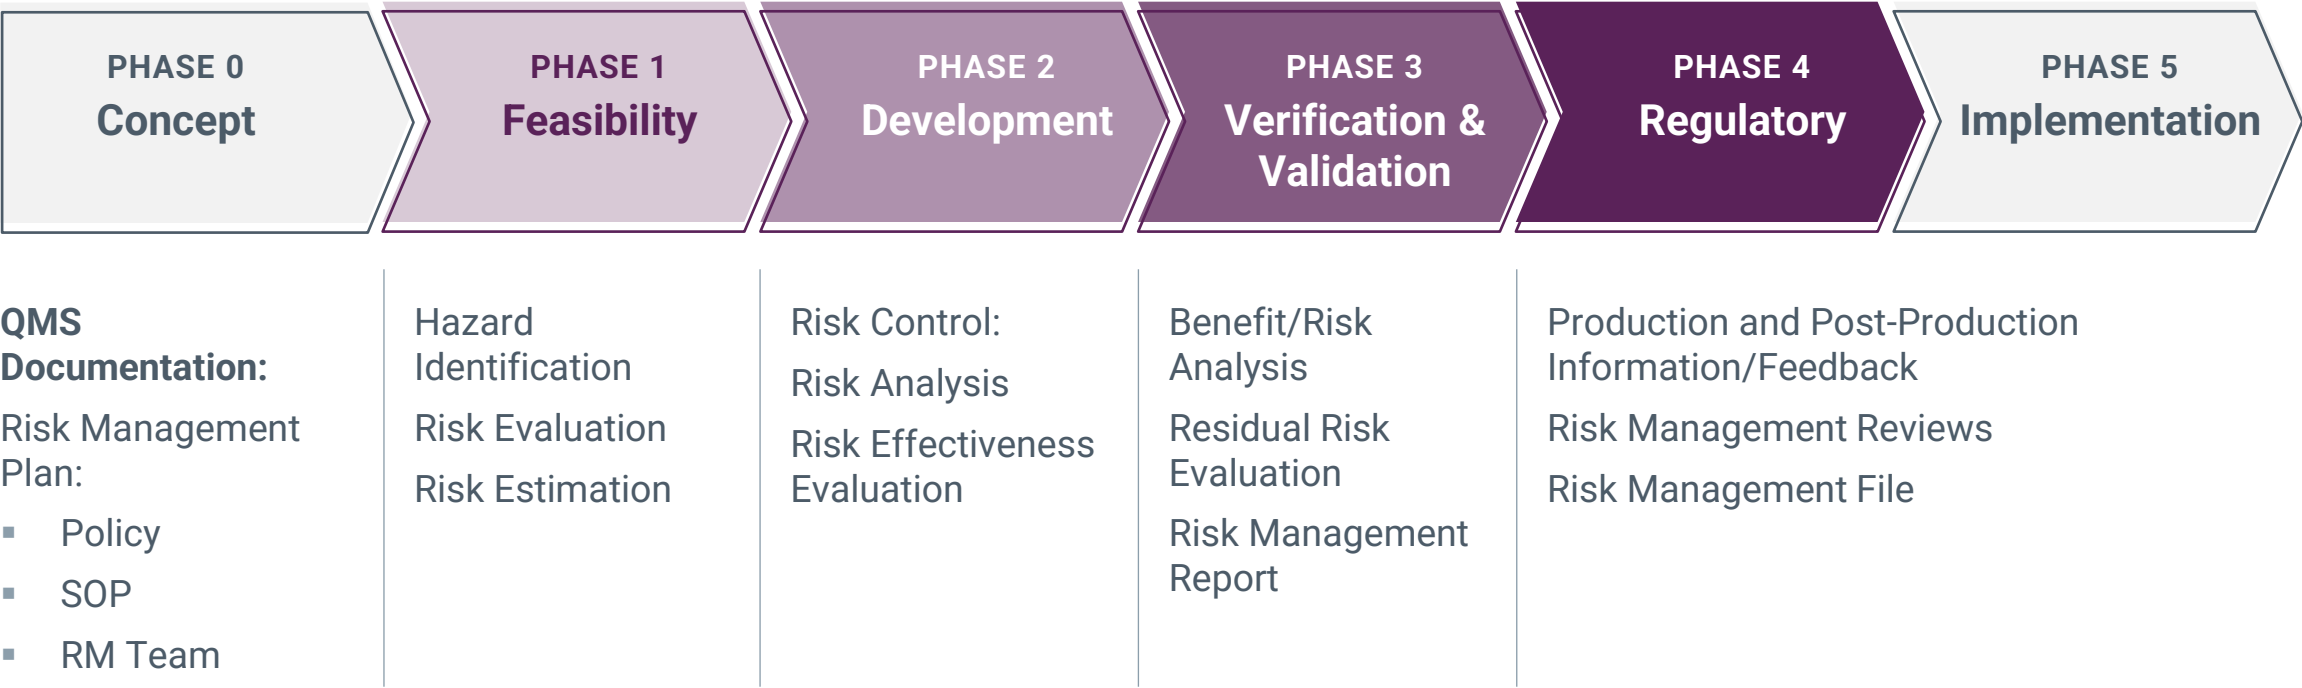 PHASE 0
Concept
PHASE 1
Feasibility
PHASE 2
Development
PHASE 3
Verification &
Validation
PHASE 4
Regulatory
PHASE 5
Implementation
QMS
Documentation:
Risk Management
Plan:
▪ Policy
▪ SOP
▪ RM Team
Hazard
Identification
Risk Evaluation
Risk Estimation
Risk Control:
Risk Analysis
Risk Effectiveness
Evaluation
Benefit/Risk
Analysis
Residual Risk
Evaluation
Risk Management
Report
Production and Post-Production
Information/Feedback
Risk Management Reviews
Risk Management File